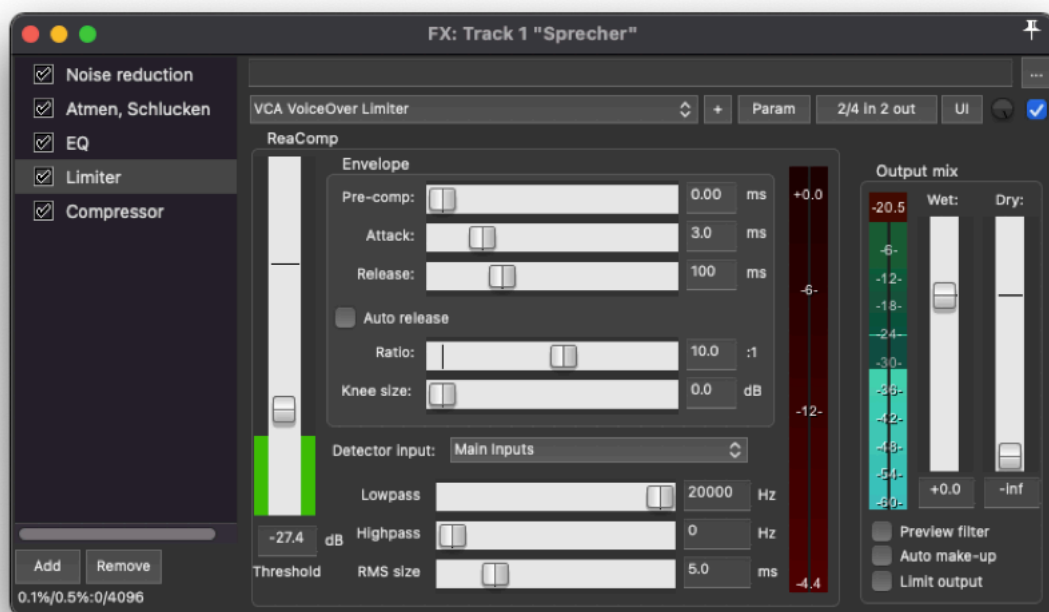 FX: Track 1 "Sprecher"
Noise reduction
Atmen, Schlucken
EQ
Limiter
Compressor
Add
Remove
0.1%/0.5%:0/4096
...
VCA VoiceOver Limiter
+
Param
2/4 in 2 out
UI
ReaComp
Envelope
Pre-comp: 0.00 ms
Attack: 3.0 ms
Release: 100 ms
Auto release
Ratio: 10.0 :1
Knee size: 0.0 dB
Detector input: Main Inputs
Lowpass 20000 Hz
Highpass 0 Hz
RMS size 5.0 ms
-27.4 dB
Threshold
+0.0
-6-
-12-
-4.4
Output mix
Wet: Dry:
-20.5
-6-
-12-
-18-
-24-
-30-
-36-
-42-
-48-
-54-
-60-
+0.0 -Inf
Preview filter
Auto make-up
Limit output